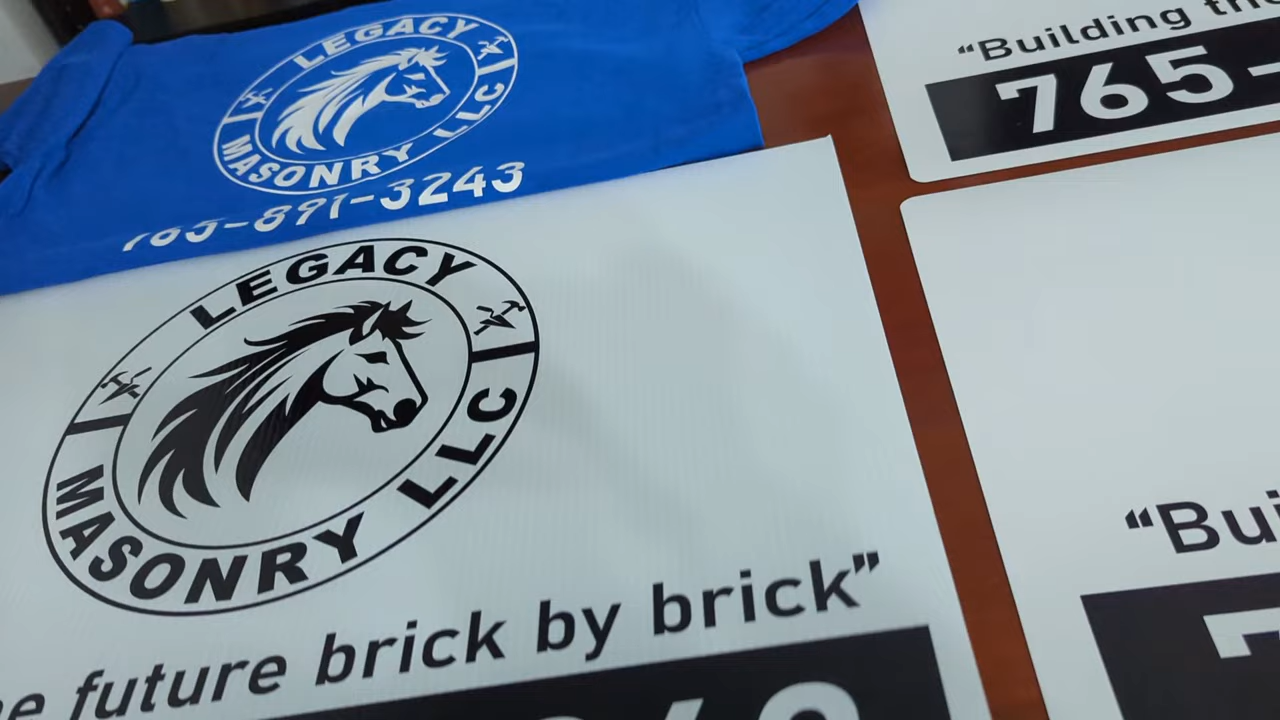 LEGACY
MASONRY LLC
765-891-3243
"Building the
765-
LEGACY
MASONRY LLC
future brick by brick"
"Bui